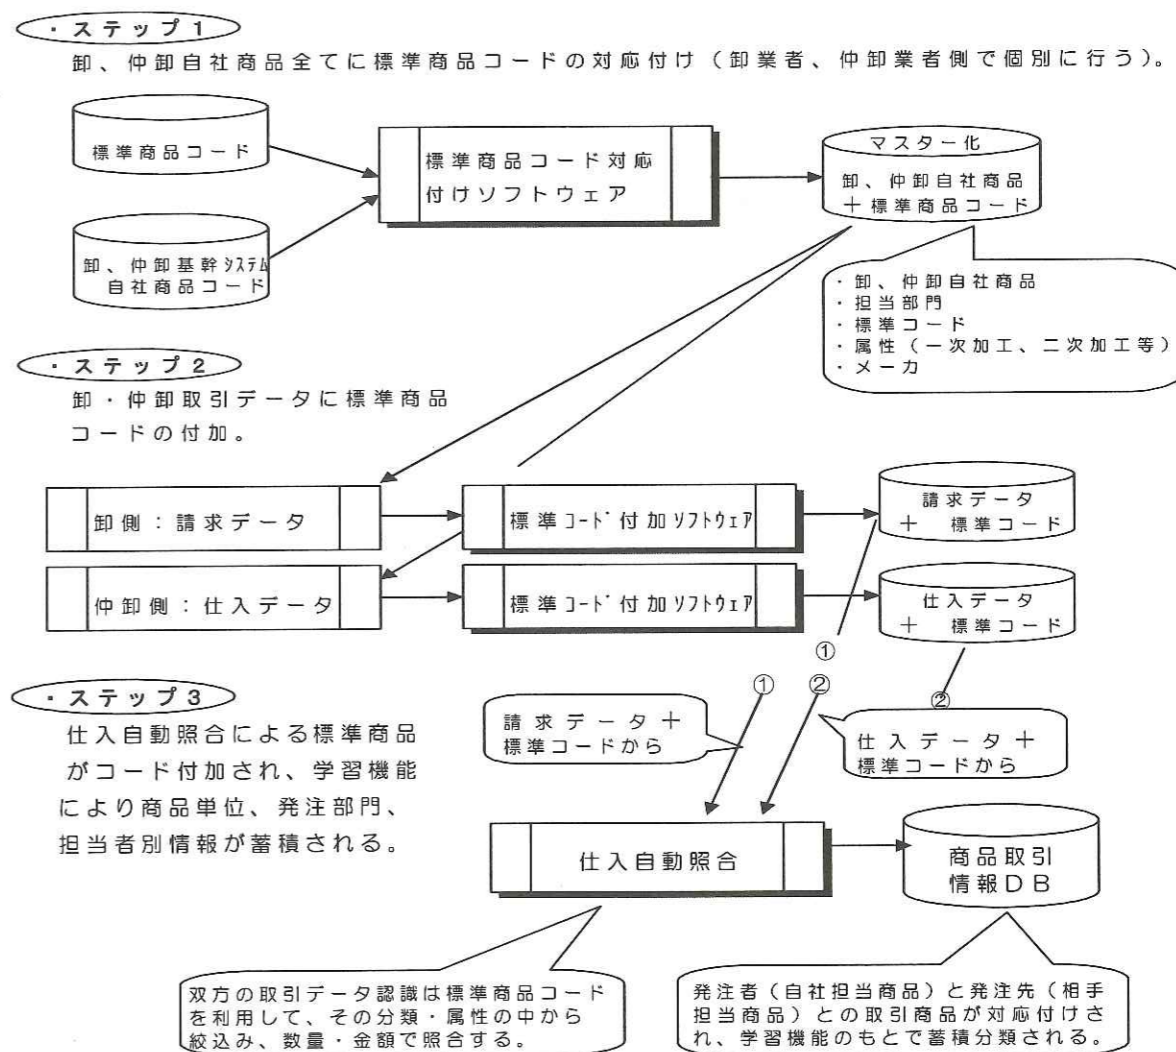 ・ステップ1
卸、仲卸自社商品全てに標準商品コードの対応付け（卸業者、仲卸業者側で個別に行う）。
標準商品コード
標準商品コード対応
付けソフトウェア
マスター化
卸、仲卸自社商品
＋標準商品コード
卸、仲卸基幹ｼｽﾃﾑ
自社商品コード
・卸、仲卸自社商品
・担当部門
・標準コード
・属性（一次加工、二次加工等）
・メーカ
・ステップ2
卸・仲卸取引データに標準商品
コードの付加。
卸側：請求データ
標準ｺｰﾄﾞ付加ｿﾌﾄｳｪｱ
請求データ
＋　標準コード
仲卸側：仕入データ
標準ｺｰﾄﾞ付加ｿﾌﾄｳｪｱ
仕入データ
＋　標準コード
①
① ②
②
・ステップ3
仕入自動照合による標準商品
がコード付加され、学習機能
により商品単位、発注部門、
担当者別情報が蓄積される。
請求データ＋
標準コードから
仕入データ＋
標準コードから
仕入自動照合
商品取引
情報DB
双方の取引データ認識は標準商品コード
を利用して、その分類・属性の中から
絞込み、数量・金額で照合する。
発注者（自社担当商品）と発注先（相手
担当商品）との取引商品が対応付けさ
れ、学習機能のもとで蓄積分類される。